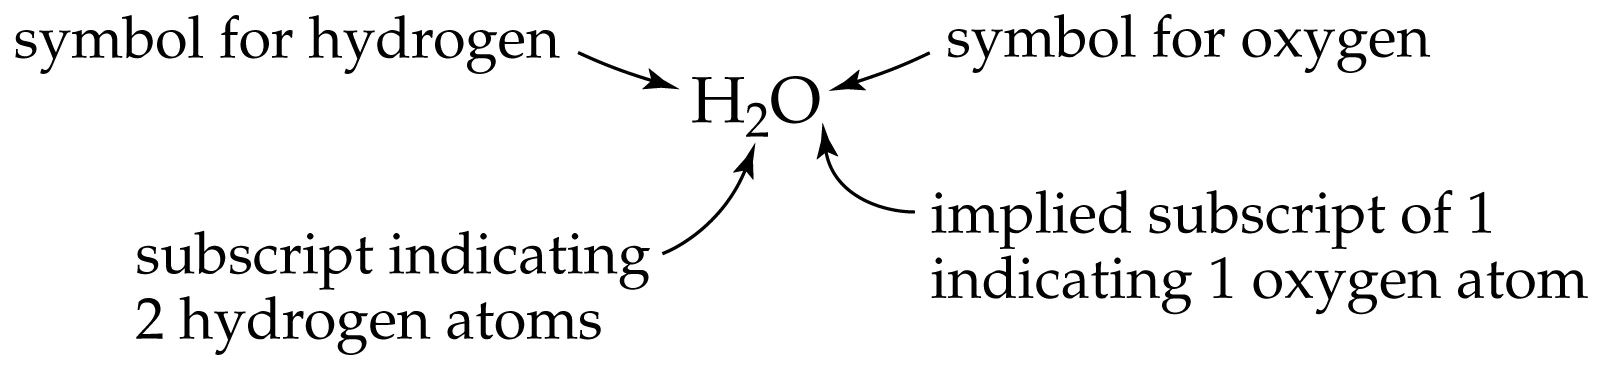 symbol for hydrogen
symbol for oxygen
H₂O
subscript indicating
2 hydrogen atoms
implied subscript of 1
indicating 1 oxygen atom